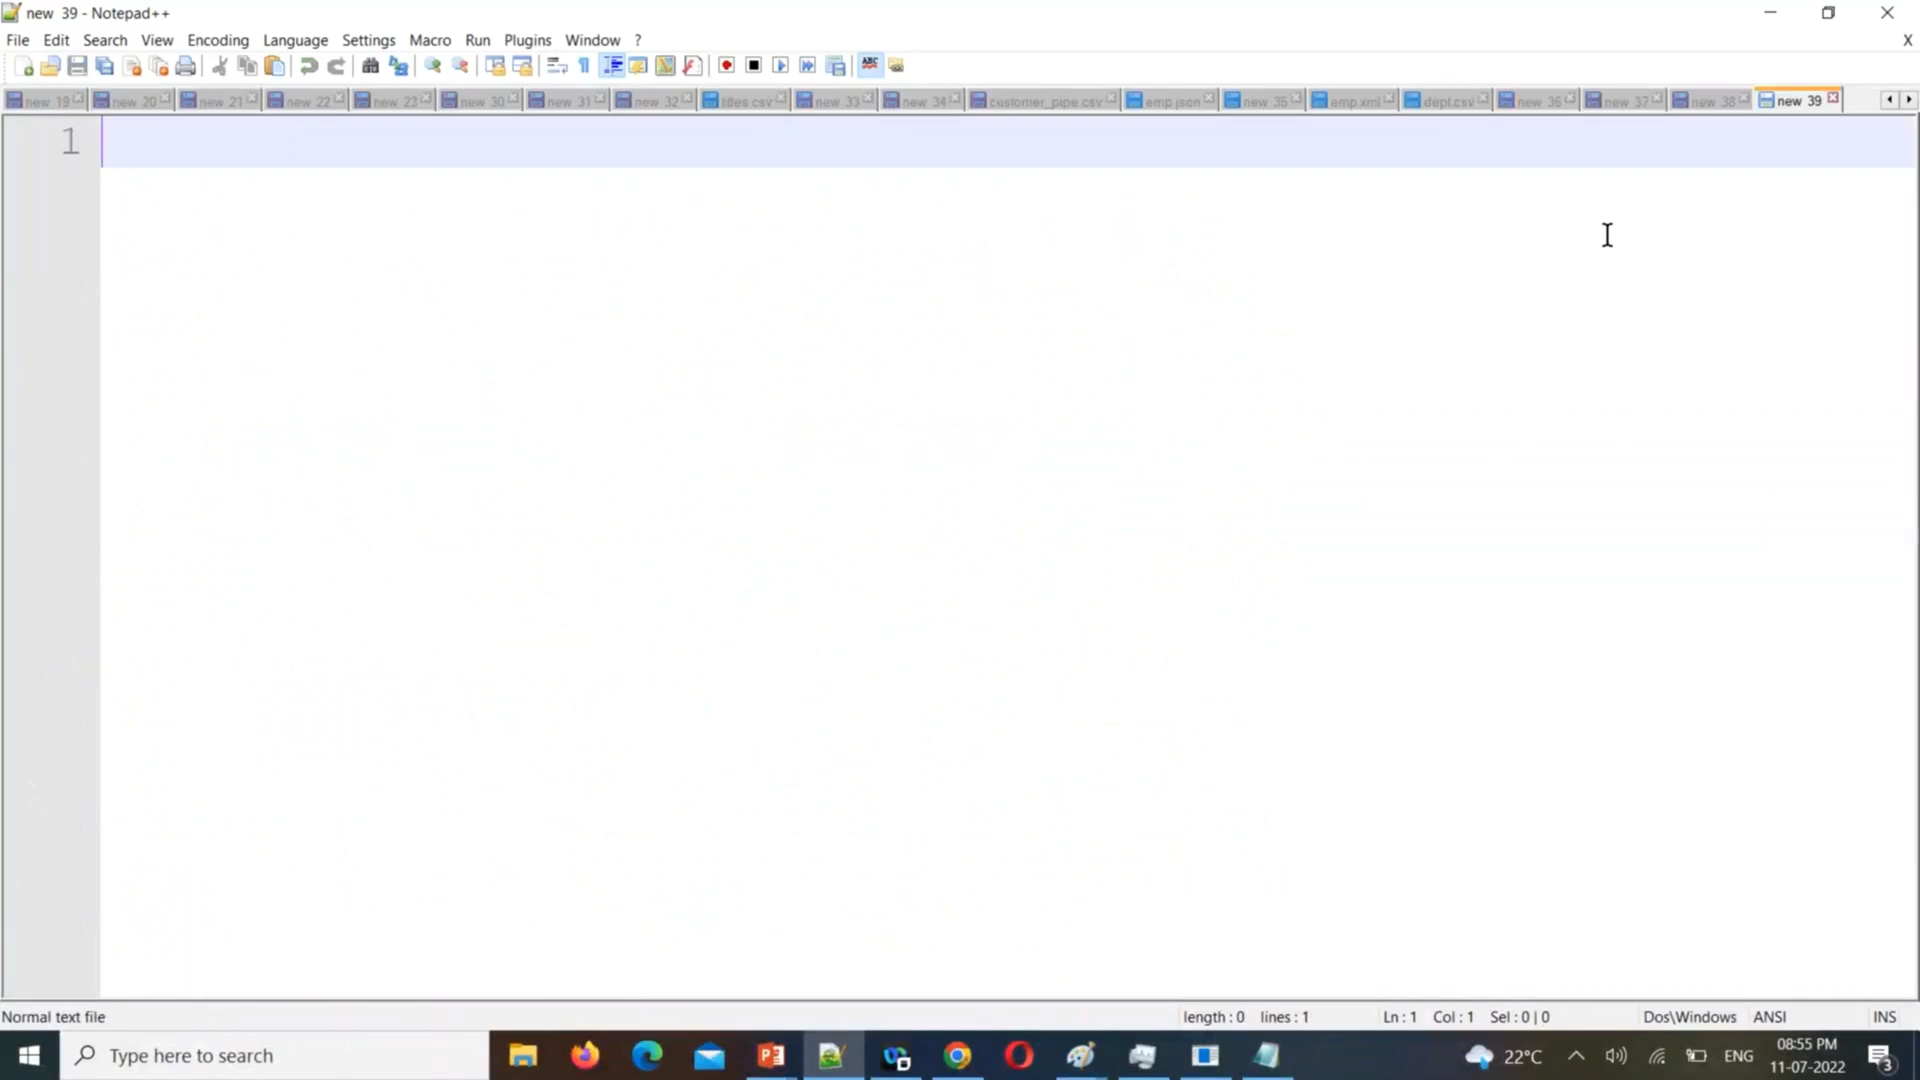 new 39 - Notepad++
File Edit Search View Encoding Language Settings Macro Run Plugins Window ?
X
ABC
new 19 new 20 new 21 new 22 new 23 new 30 new 31 new 32 titles.csv new 33 new 34 customer_pipe.csv emp.json new 35 emp.xml dept.csv new 36 new 37 new 38 new 39
1
Normal text file length : 0 lines : 1 Ln : 1 Col : 1 Sel : 0 | 0 Dos\Windows ANSI INS
Type here to search 22°C ENG 08:55 PM
11-07-2022 3